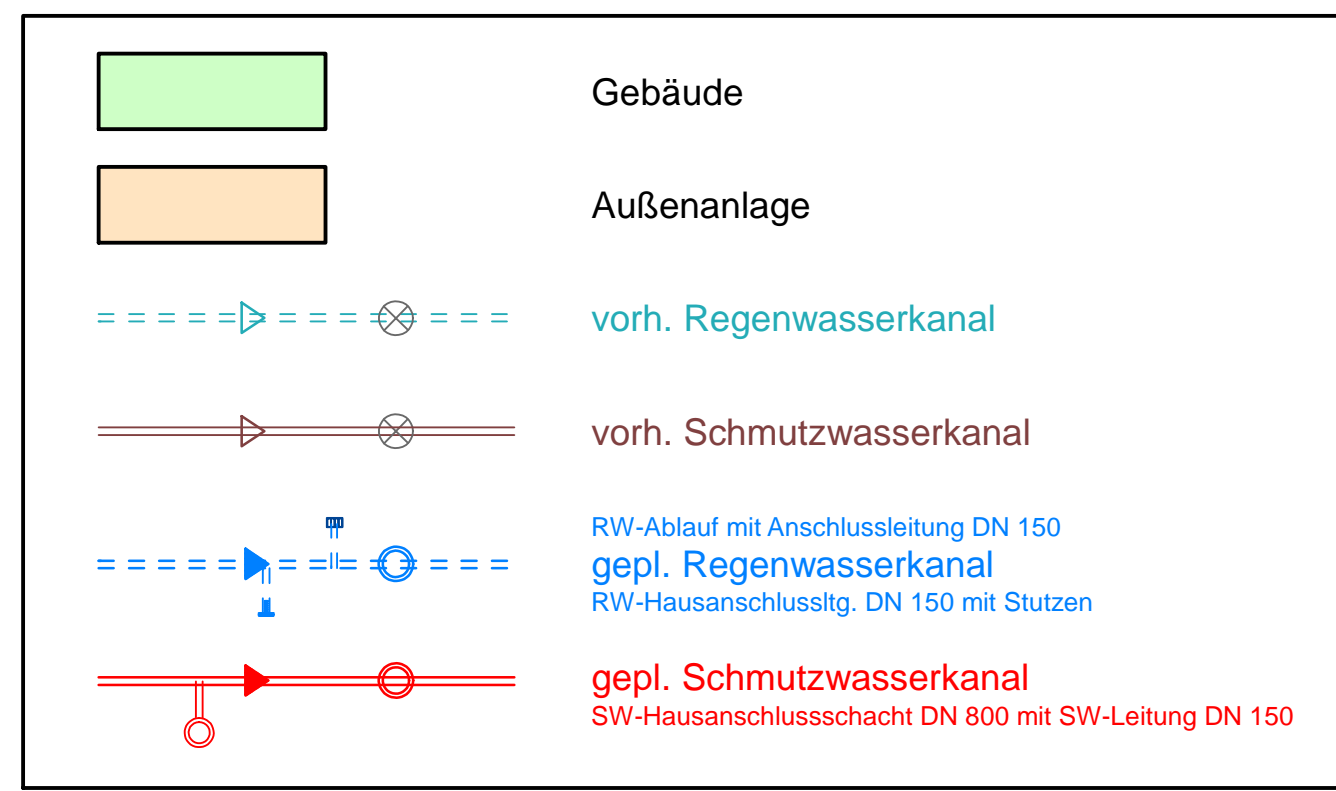 Gebäude
Außenanlage
vorh. Regenwasserkanal
vorh. Schmutzwasserkanal
RW-Ablauf mit Anschlussleitung DN 150
gepl. Regenwasserkanal
RW-Hausanschlussltg. DN 150 mit Stutzen
gepl. Schmutzwasserkanal
SW-Hausanschlussschacht DN 800 mit SW-Leitung DN 150